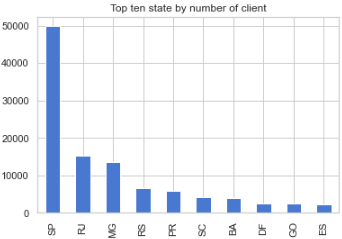 Top ten state by number of client
50000
40000
30000
20000
10000
0
SP
RJ
MG
RS
PR
SC
BA
DF
GO
ES